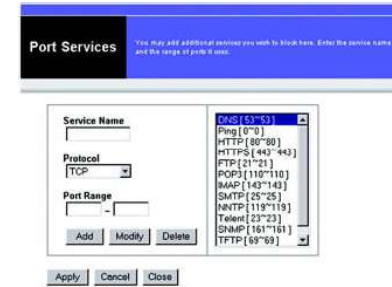 Port Services
You may add additional services you wish to block here. Enter the service name
and the range of ports it uses.
Service Name
Protocol
TCP
Port Range
~
Add Modify Delete
DNS [ 53~53 ]
Ping [ 0~0 ]
HTTP [ 80~80 ]
HTTPS [ 443~443 ]
FTP [ 21~21 ]
POP3 [ 110~110 ]
IMAP [ 143~143 ]
SMTP [ 25~25 ]
NNTP [ 119~119 ]
Telent [ 23~23 ]
SNMP [ 161~161 ]
TFTP [ 69~69 ]
Apply Cancel Close